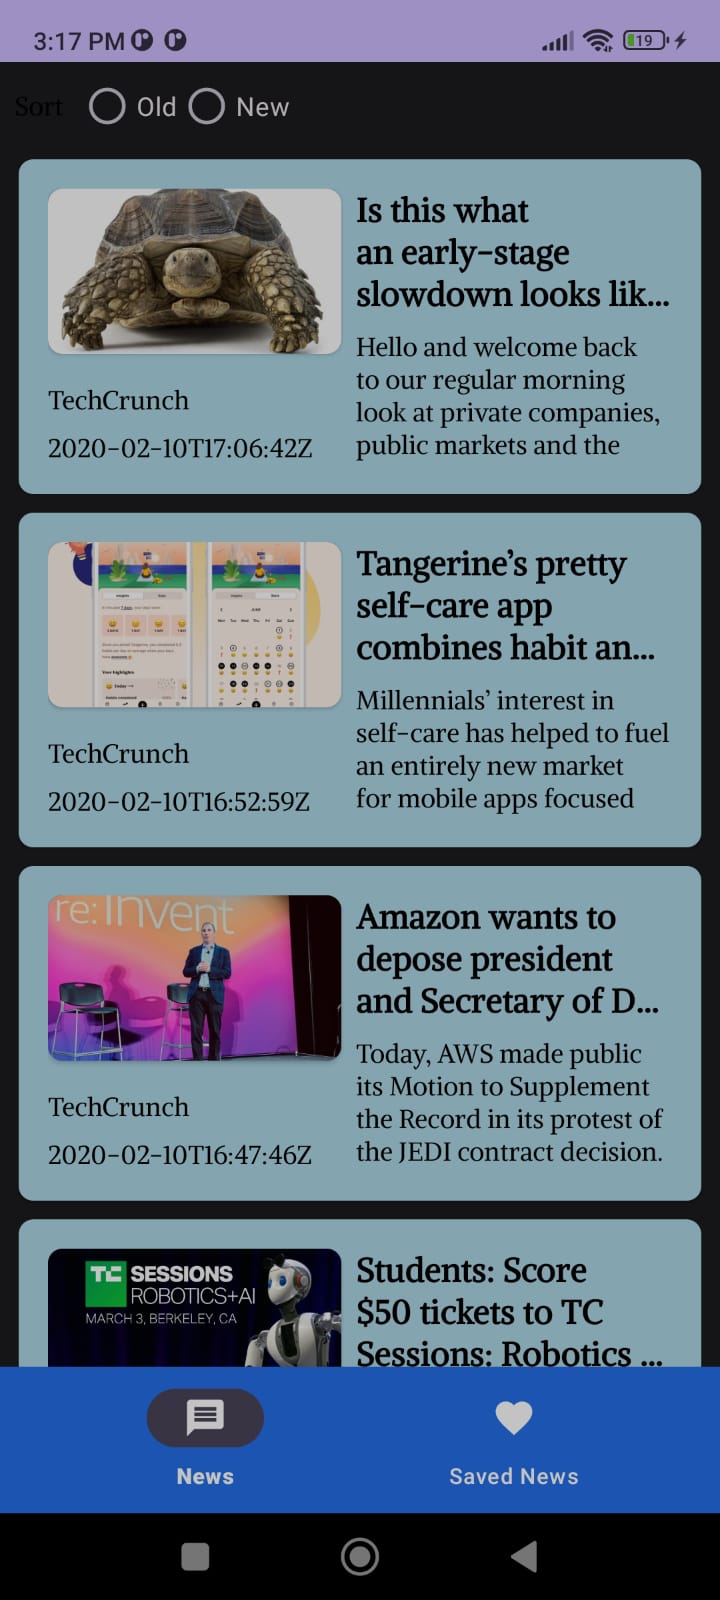 3:17 PM
19
Sort Old New
Is this what
an early-stage
slowdown looks lik...
Hello and welcome back
to our regular morning
look at private companies,
public markets and the
TechCrunch
2020-02-10T17:06:42Z
Tangerine’s pretty
self-care app
combines habit an...
Millennials’ interest in
self-care has helped to fuel
an entirely new market
for mobile apps focused
TechCrunch
2020-02-10T16:52:59Z
re:Invent
Amazon wants to
depose president
and Secretary of D...
Today, AWS made public
its Motion to Supplement
the Record in its protest of
the JEDI contract decision.
TechCrunch
2020-02-10T16:47:46Z
TC SESSIONS
ROBOTICS+AI
MARCH 3, BERKELEY, CA
Students: Score
$50 tickets to TC
Sessions: Robotics ...
News
Saved News